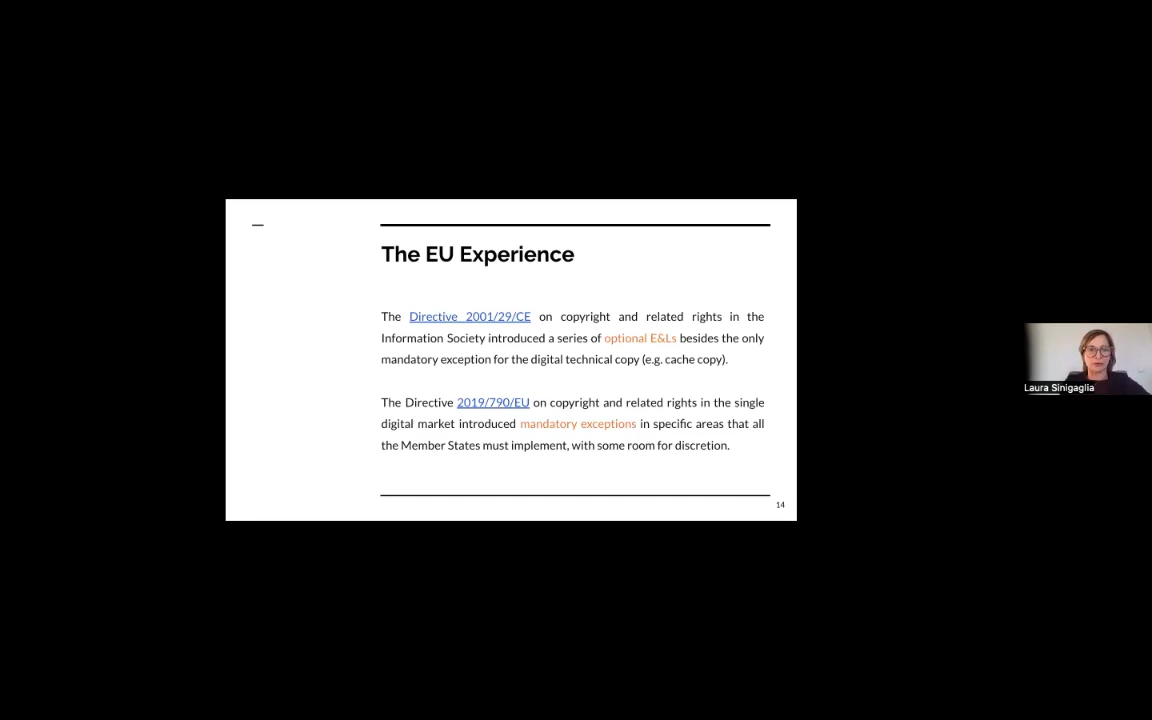 —
The EU Experience
The Directive 2001/29/CE on copyright and related rights in the
Information Society introduced a series of optional E&Ls besides the only
mandatory exception for the digital technical copy (e.g. cache copy).
The Directive 2019/790/EU on copyright and related rights in the single
digital market introduced mandatory exceptions in specific areas that all
the Member States must implement, with some room for discretion.
14
Laura Sinigaglia